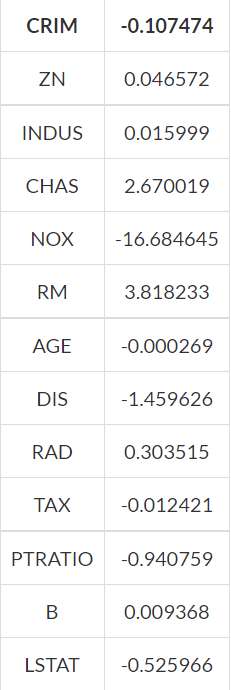 CRIM -0.107474
ZN 0.046572
INDUS 0.015999
CHAS 2.670019
NOX -16.684645
RM 3.818233
AGE -0.000269
DIS -1.459626
RAD 0.303515
TAX -0.012421
PTRATIO -0.940759
B 0.009368
LSTAT -0.525966